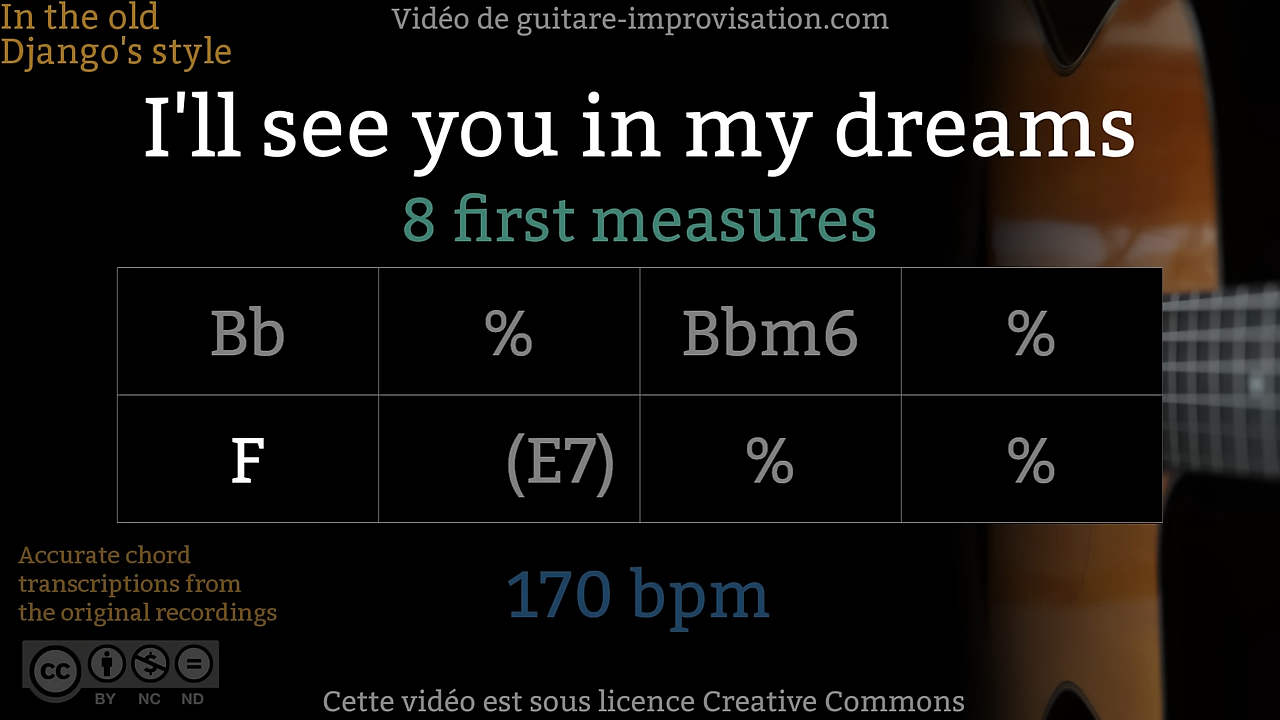 In the old
Django's style
Vidéo de guitare-improvisation.com
I'll see you in my dreams
8 first measures
Bb % Bbm6 %
F (E7) % %
Accurate chord
transcriptions from
the original recordings
170 bpm
cc
BY NC ND
Cette vidéo est sous licence Creative Commons